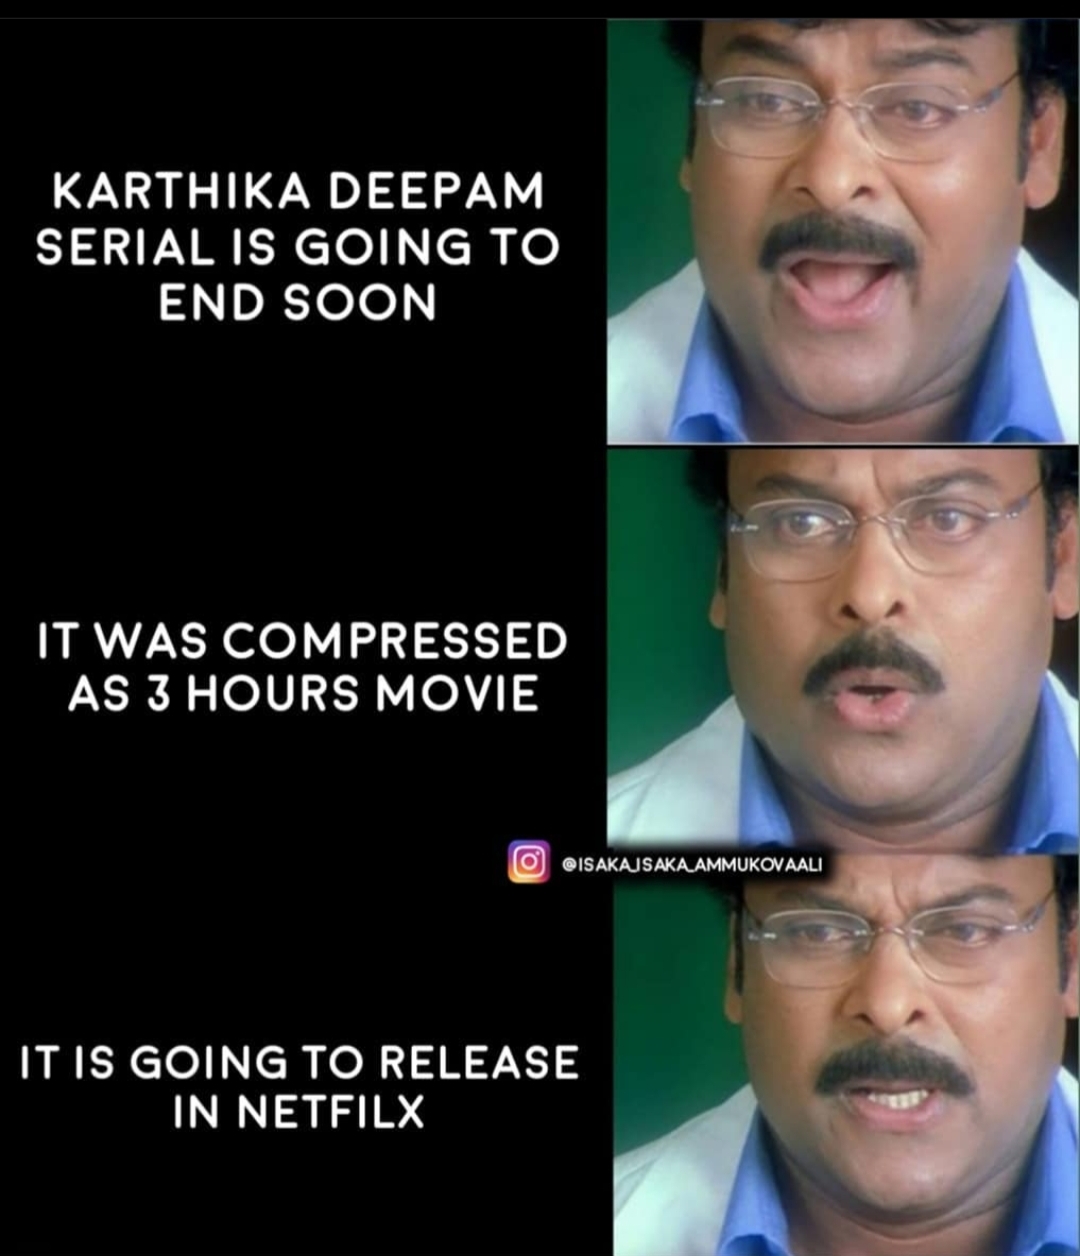 KARTHIKA DEEPAM
SERIAL IS GOING TO
END SOON
IT WAS COMPRESSED
AS 3 HOURS MOVIE
@ISAKA_ISAKA_AMMUKOVAALI
IT IS GOING TO RELEASE
IN NETFILX